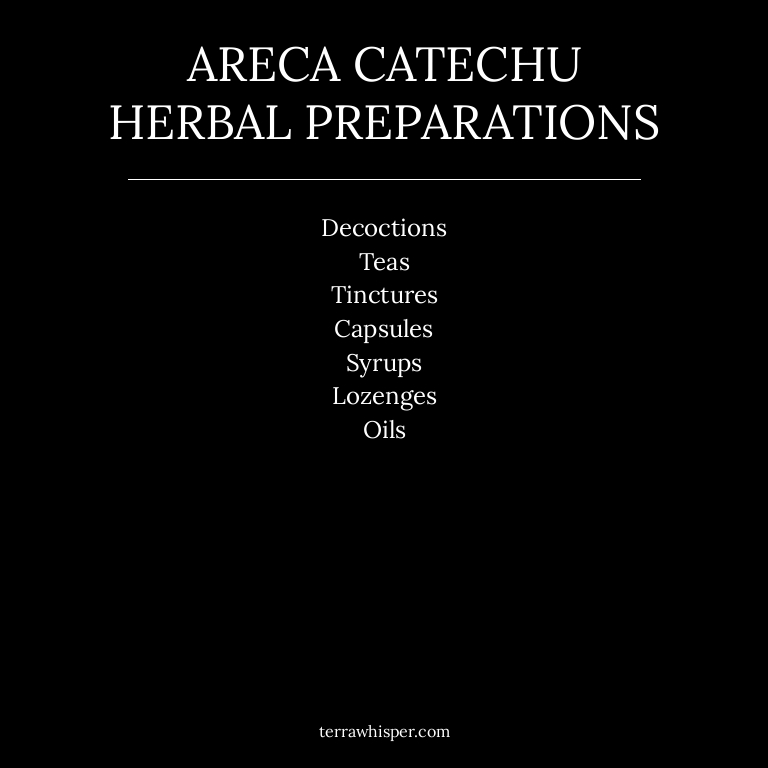 ARECA CATECHU
HERBAL PREPARATIONS
Decoctions
Teas
Tinctures
Capsules
Syrups
Lozenges
Oils
terrawhisper.com